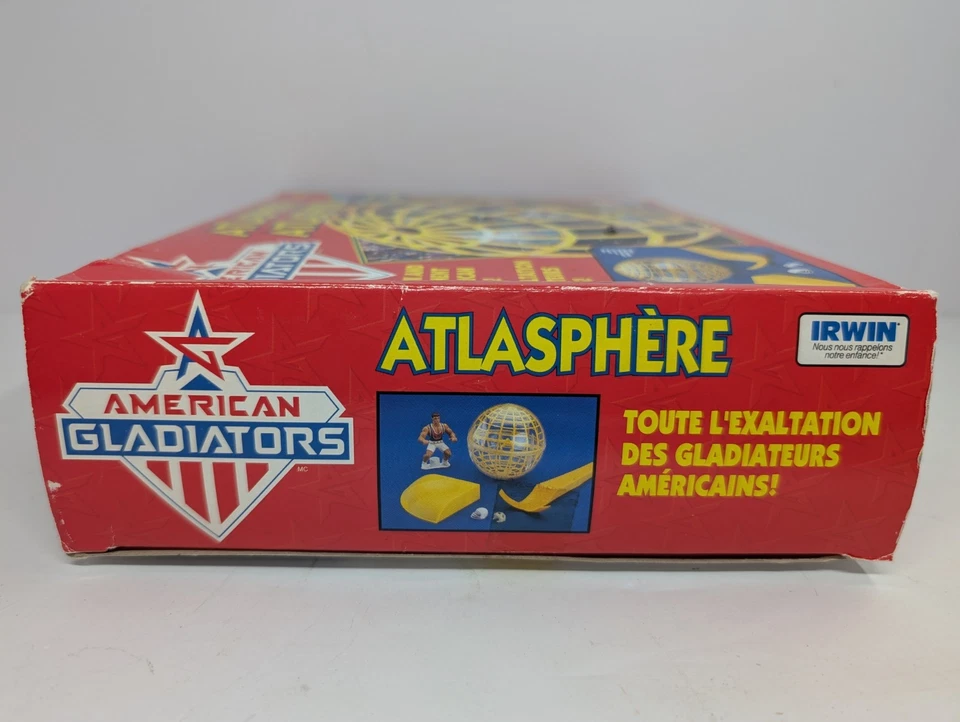 AMERICAN
GLADIATORS
MC
ATLASPHÈRE
IRWIN
Nous nous rappelons
notre enfance!
TOUTE L'EXALTATION
DES GLADIATEURS
AMÉRICAINS!